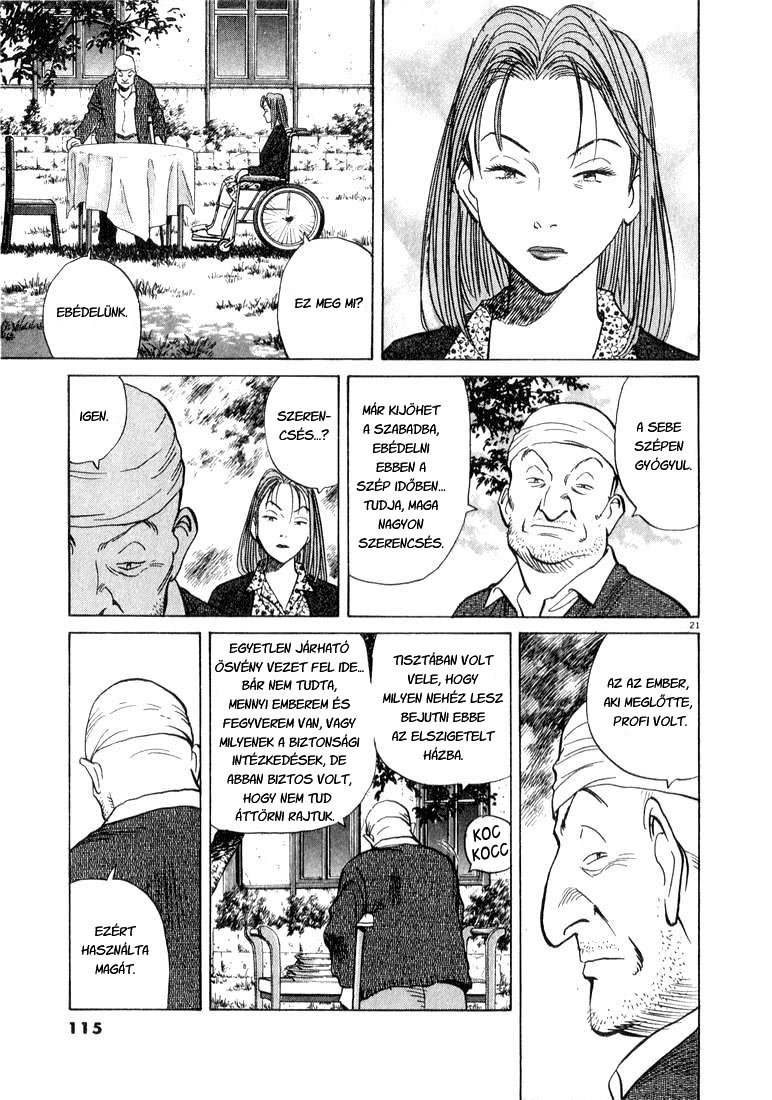 EZ MEG MI?
EBÉDELÜNK.
A SEBE
SZÉPEN
GYÓGYUL.
MÁR KIJÖHET
A SZABADBA,
EBÉDELNI
EBBEN A
SZÉP IDŐBEN...
TUDJA, MAGA
NAGYON
SZERENCSÉS.
SZEREN-
CSÉS...?
IGEN.
21
AZ AZ EMBER,
AKI MEGLŐTTE,
PROFI VOLT.
TISZTÁBAN VOLT
VELE, HOGY
MILYEN NEHÉZ LESZ
BEJUTNI EBBE
AZ ELSZIGETELT
HÁZBA.
EGYETLEN JÁRHATÓ
ÖSVÉNY VEZET FEL IDE...
BÁR NEM TUDTA,
MENNYI EMBEREM ÉS
FEGYVEREM VAN, VAGY
MILYENEK A BIZTONSÁGI
INTÉZKEDÉSEK, DE
ABBAN BIZTOS VOLT,
HOGY NEM TUD
ÁTTÖRNI RAJTUK.
KOC
KOCC
EZÉRT
HASZNÁLTA
MAGÁT.
115